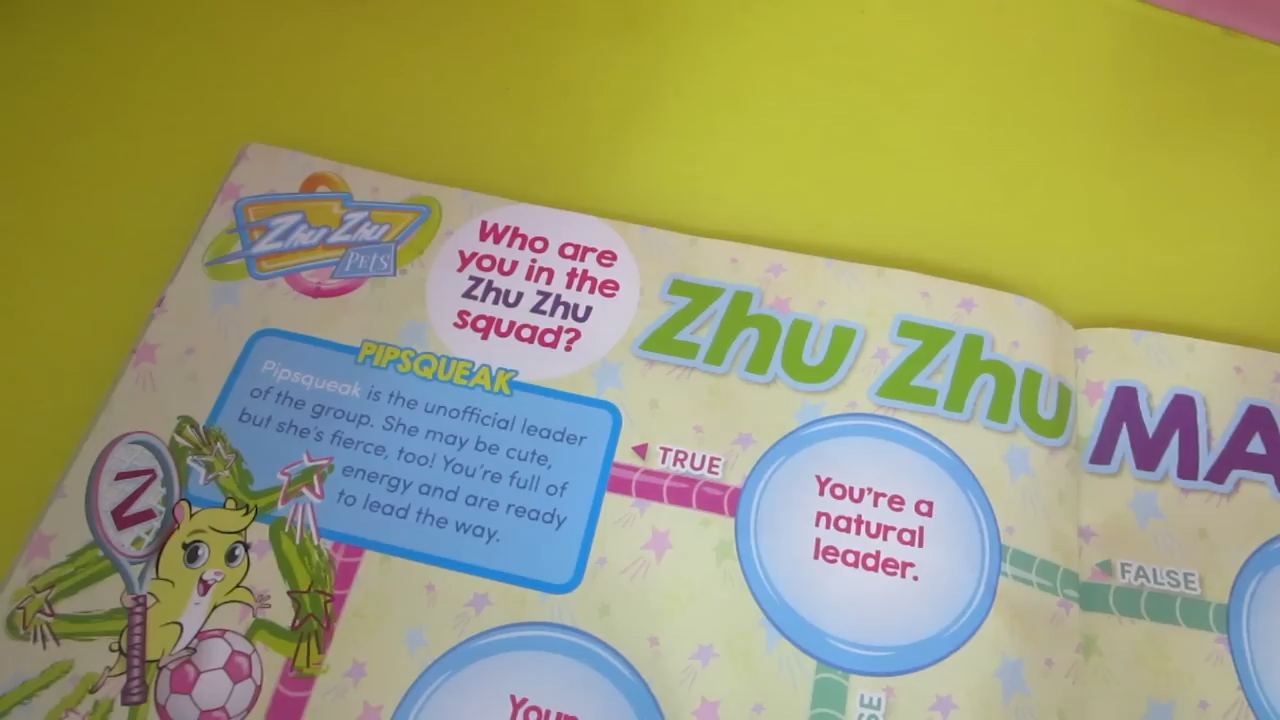 Zhu Zhu
PETS
Who are
you in the
Zhu Zhu
squad?
Zhu Zhu
PIPSQUEAK
Pipsqueak is the unofficial leader
of the group. She may be cute,
but she's fierce, too! You're full of
energy and are ready
to lead the way.
N
TRUE
You're a
natural
leader.
FALSE